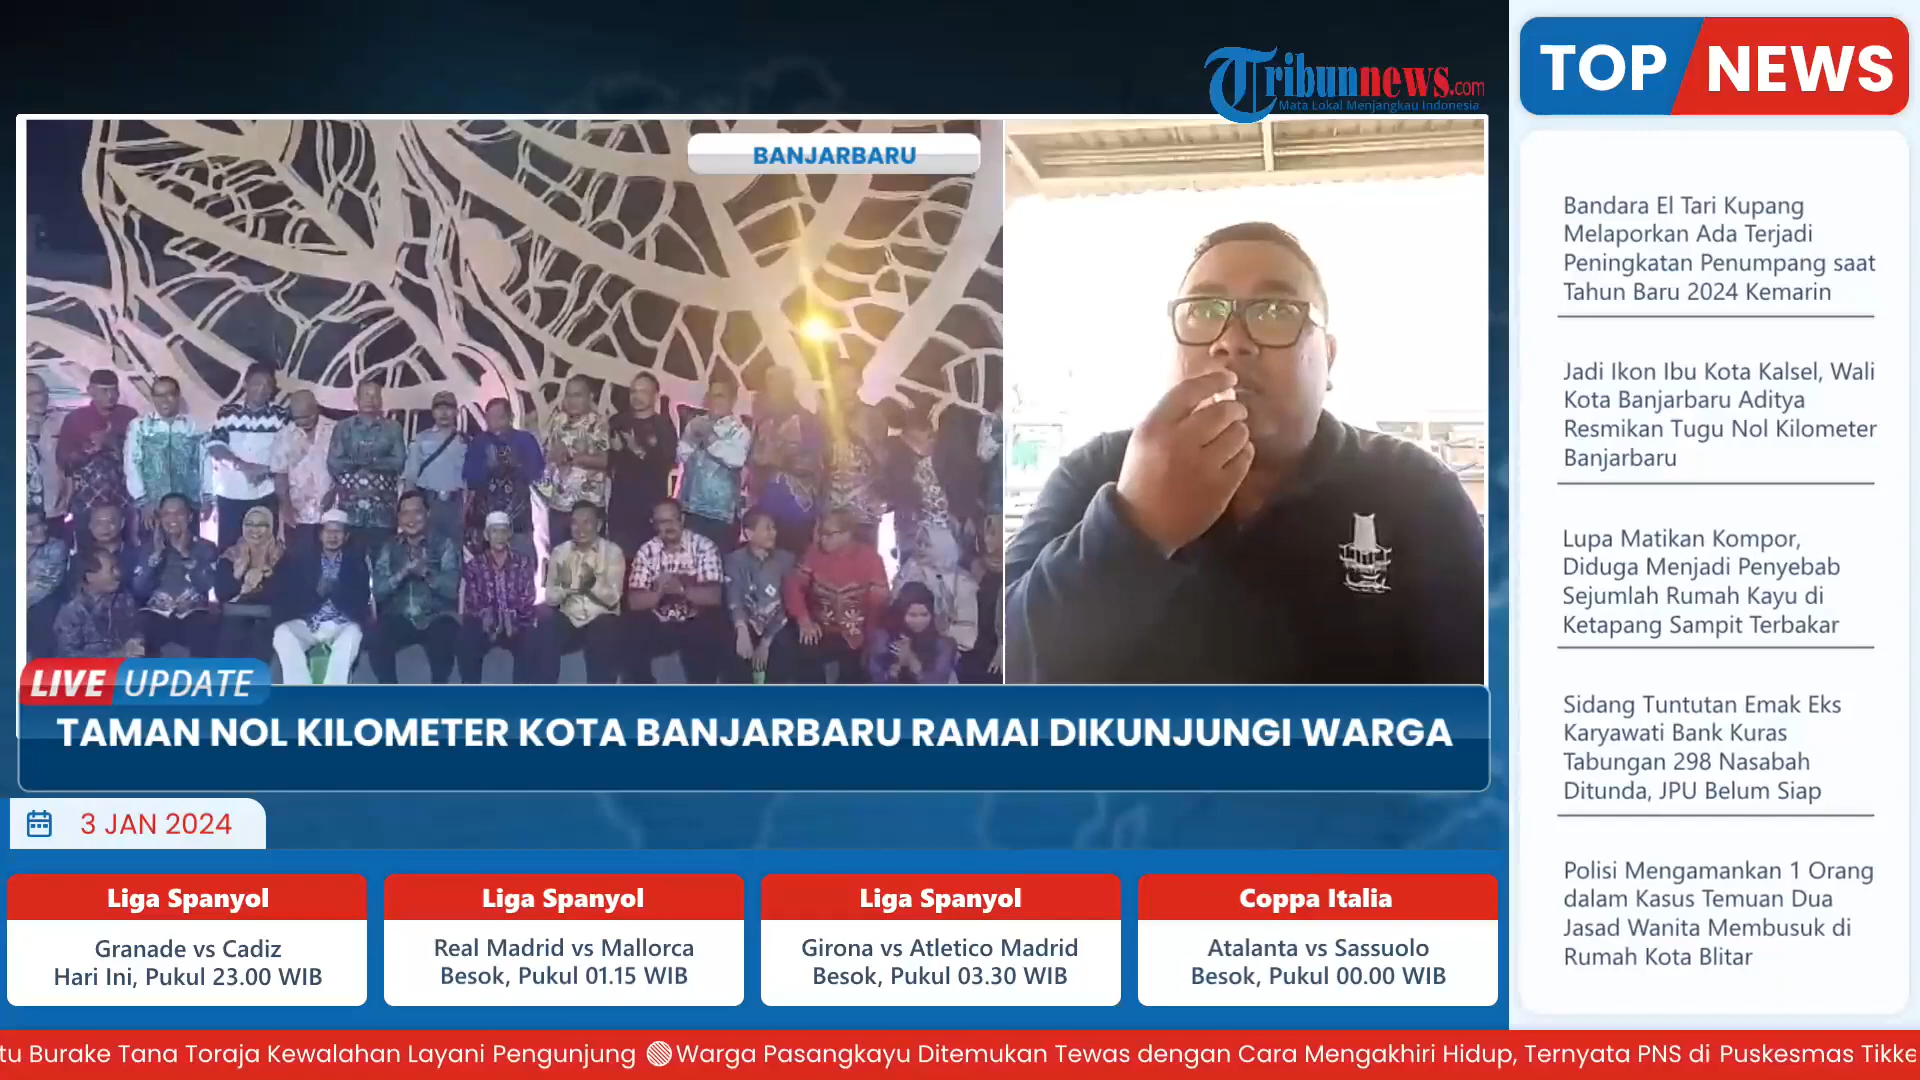 Tribunnews.com
Mata Lokal Menjangkau Indonesia
BANJARBARU
LIVE UPDATE
TAMAN NOL KILOMETER KOTA BANJARBARU RAMAI DIKUNJUNGI WARGA
3 JAN 2024
Liga Spanyol
Granade vs Cadiz
Hari Ini, Pukul 23.00 WIB
Liga Spanyol
Real Madrid vs Mallorca
Besok, Pukul 01.15 WIB
Liga Spanyol
Girona vs Atletico Madrid
Besok, Pukul 03.30 WIB
Coppa Italia
Atalanta vs Sassuolo
Besok, Pukul 00.00 WIB
TOP NEWS
Bandara El Tari Kupang
Melaporkan Ada Terjadi
Peningkatan Penumpang saat
Tahun Baru 2024 Kemarin
Jadi Ikon Ibu Kota Kalsel, Wali
Kota Banjarbaru Aditya
Resmikan Tugu Nol Kilometer
Banjarbaru
Lupa Matikan Kompor,
Diduga Menjadi Penyebab
Sejumlah Rumah Kayu di
Ketapang Sampit Terbakar
Sidang Tuntutan Emak Eks
Karyawati Bank Kuras
Tabungan 298 Nasabah
Ditunda, JPU Belum Siap
Polisi Mengamankan 1 Orang
dalam Kasus Temuan Dua
Jasad Wanita Membusuk di
Rumah Kota Blitar
tu Burake Tana Toraja Kewalahan Layani Pengunjung Warga Pasangkayu Ditemukan Tewas dengan Cara Mengakhiri Hidup, Ternyata PNS di Puskesmas Tikke